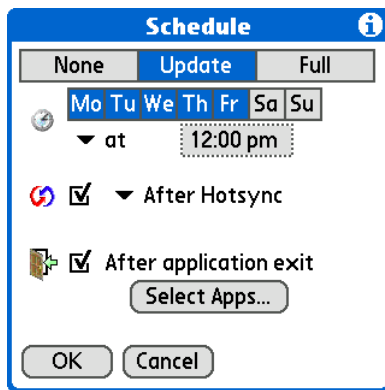 Schedule
None Update Full
Mo Tu We Th Fr Sa Su
at 12:00 pm
After Hotsync
After application exit
Select Apps...
OK Cancel